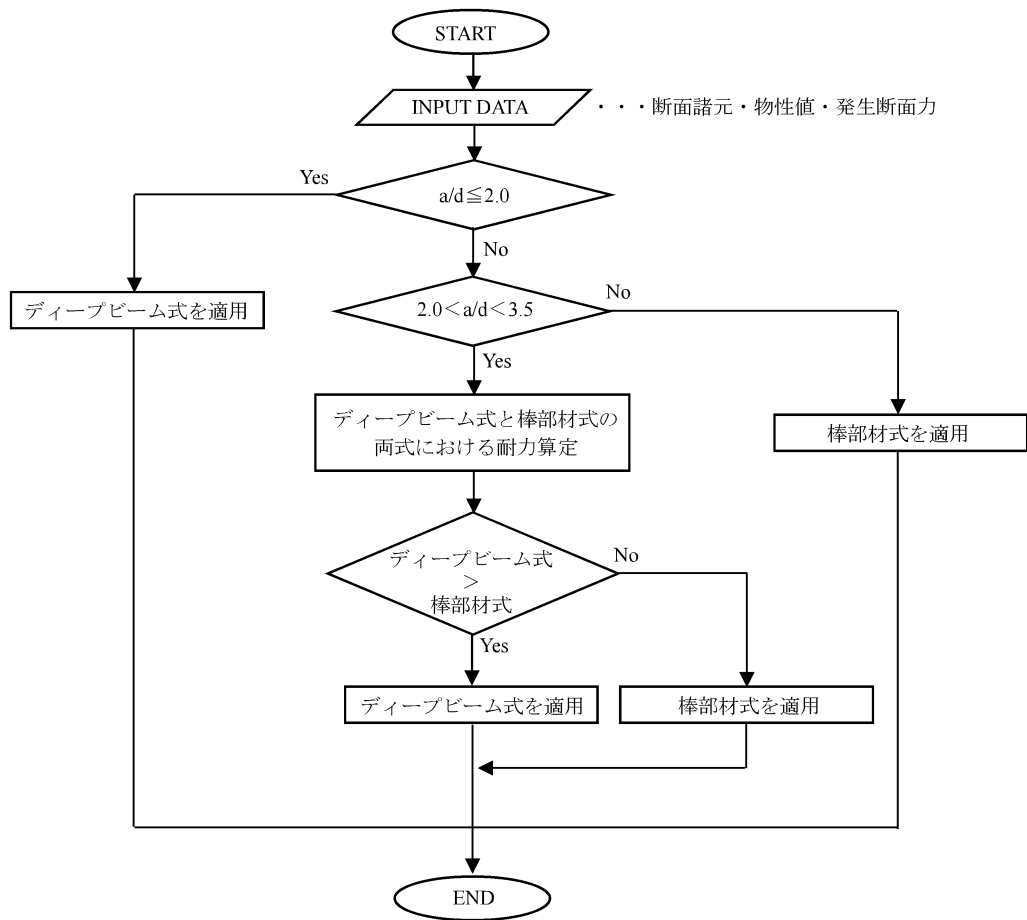 START
INPUT DATA
・・・断面諸元・物性値・発生断面力
Yes
a/d≦2.0
No
ディープビーム式を適用
2.0＜a/d＜3.5
No
Yes
ディープビーム式と棒部材式の
両式における耐力算定
棒部材式を適用
ディープビーム式
＞
棒部材式
No
Yes
ディープビーム式を適用
棒部材式を適用
END